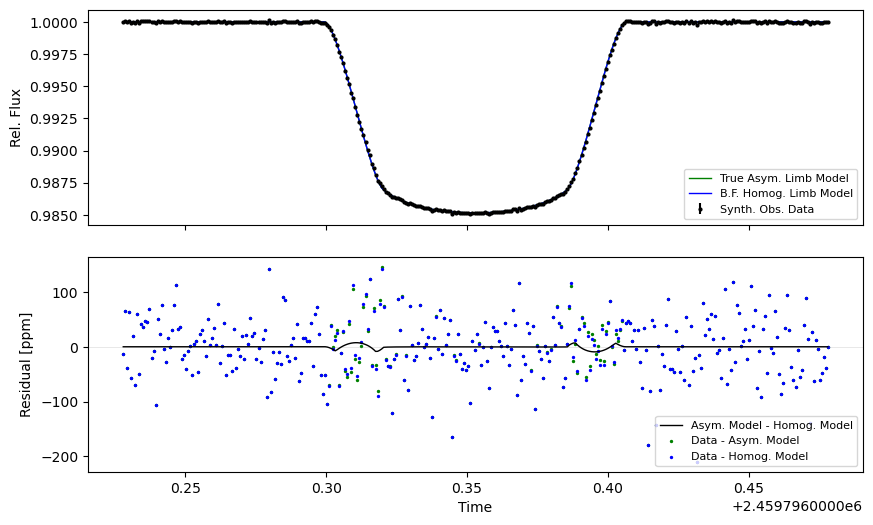 1.0000
0.9975
0.9950
0.9925
0.9900
0.9875
0.9850
Rel. Flux
True Asym. Limb Model
B.F. Homog. Limb Model
Synth. Obs. Data
100
0
−100
−200
Residual [ppm]
Asym. Model - Homog. Model
Data - Asym. Model
Data - Homog. Model
0.25
0.30
0.35
0.40
0.45
Time
+2.4597960000e6